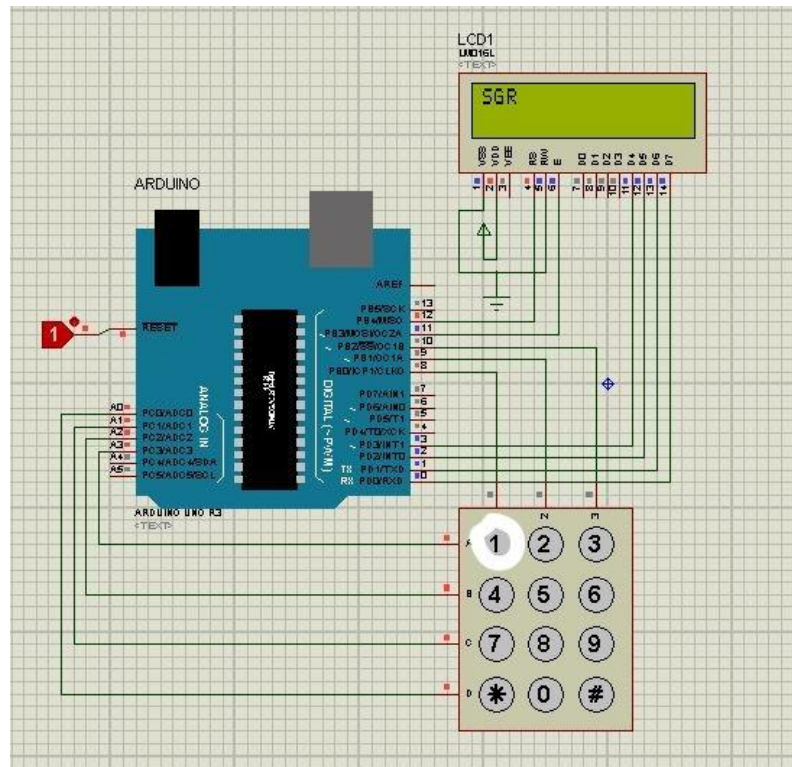 LCD1
LM016L
<TEXT>
SGR
VSS
VDD
VEE
RS
RW
E
D0
D1
D2
D3
D4
D5
D6
D7
1
2
3
4
5
6
7
8
9
10
11
12
13
14
ARDUINO
AREF
PB5/SCK 13
PB4/MISO 12
~ PB3/MOSI/OC2A 11
~ PB2/SS/OC1B 10
~ PB1/OC1A 9
PB0/ICP1/CLKO 8
PD7/AIN1 7
~ PD6/AIN0 6
~ PD5/T1 5
PD4/T0/XCK 4
~ PD3/INT1 3
PD2/INT0 2
TX PD1/TXD 1
RX PD0/RXD 0
1
RESET
ANALOG IN
DIGITAL (~PWM)
A0 PC0/ADC0
A1 PC1/ADC1
A2 PC2/ADC2
A3 PC3/ADC3
A4 PC4/ADC4/SDA
A5 PC5/ADC5/SCL
ARDUINO UNO R3
<TEXT>
2 3
A 1 2 3
B 4 5 6
C 7 8 9
D * 0 #